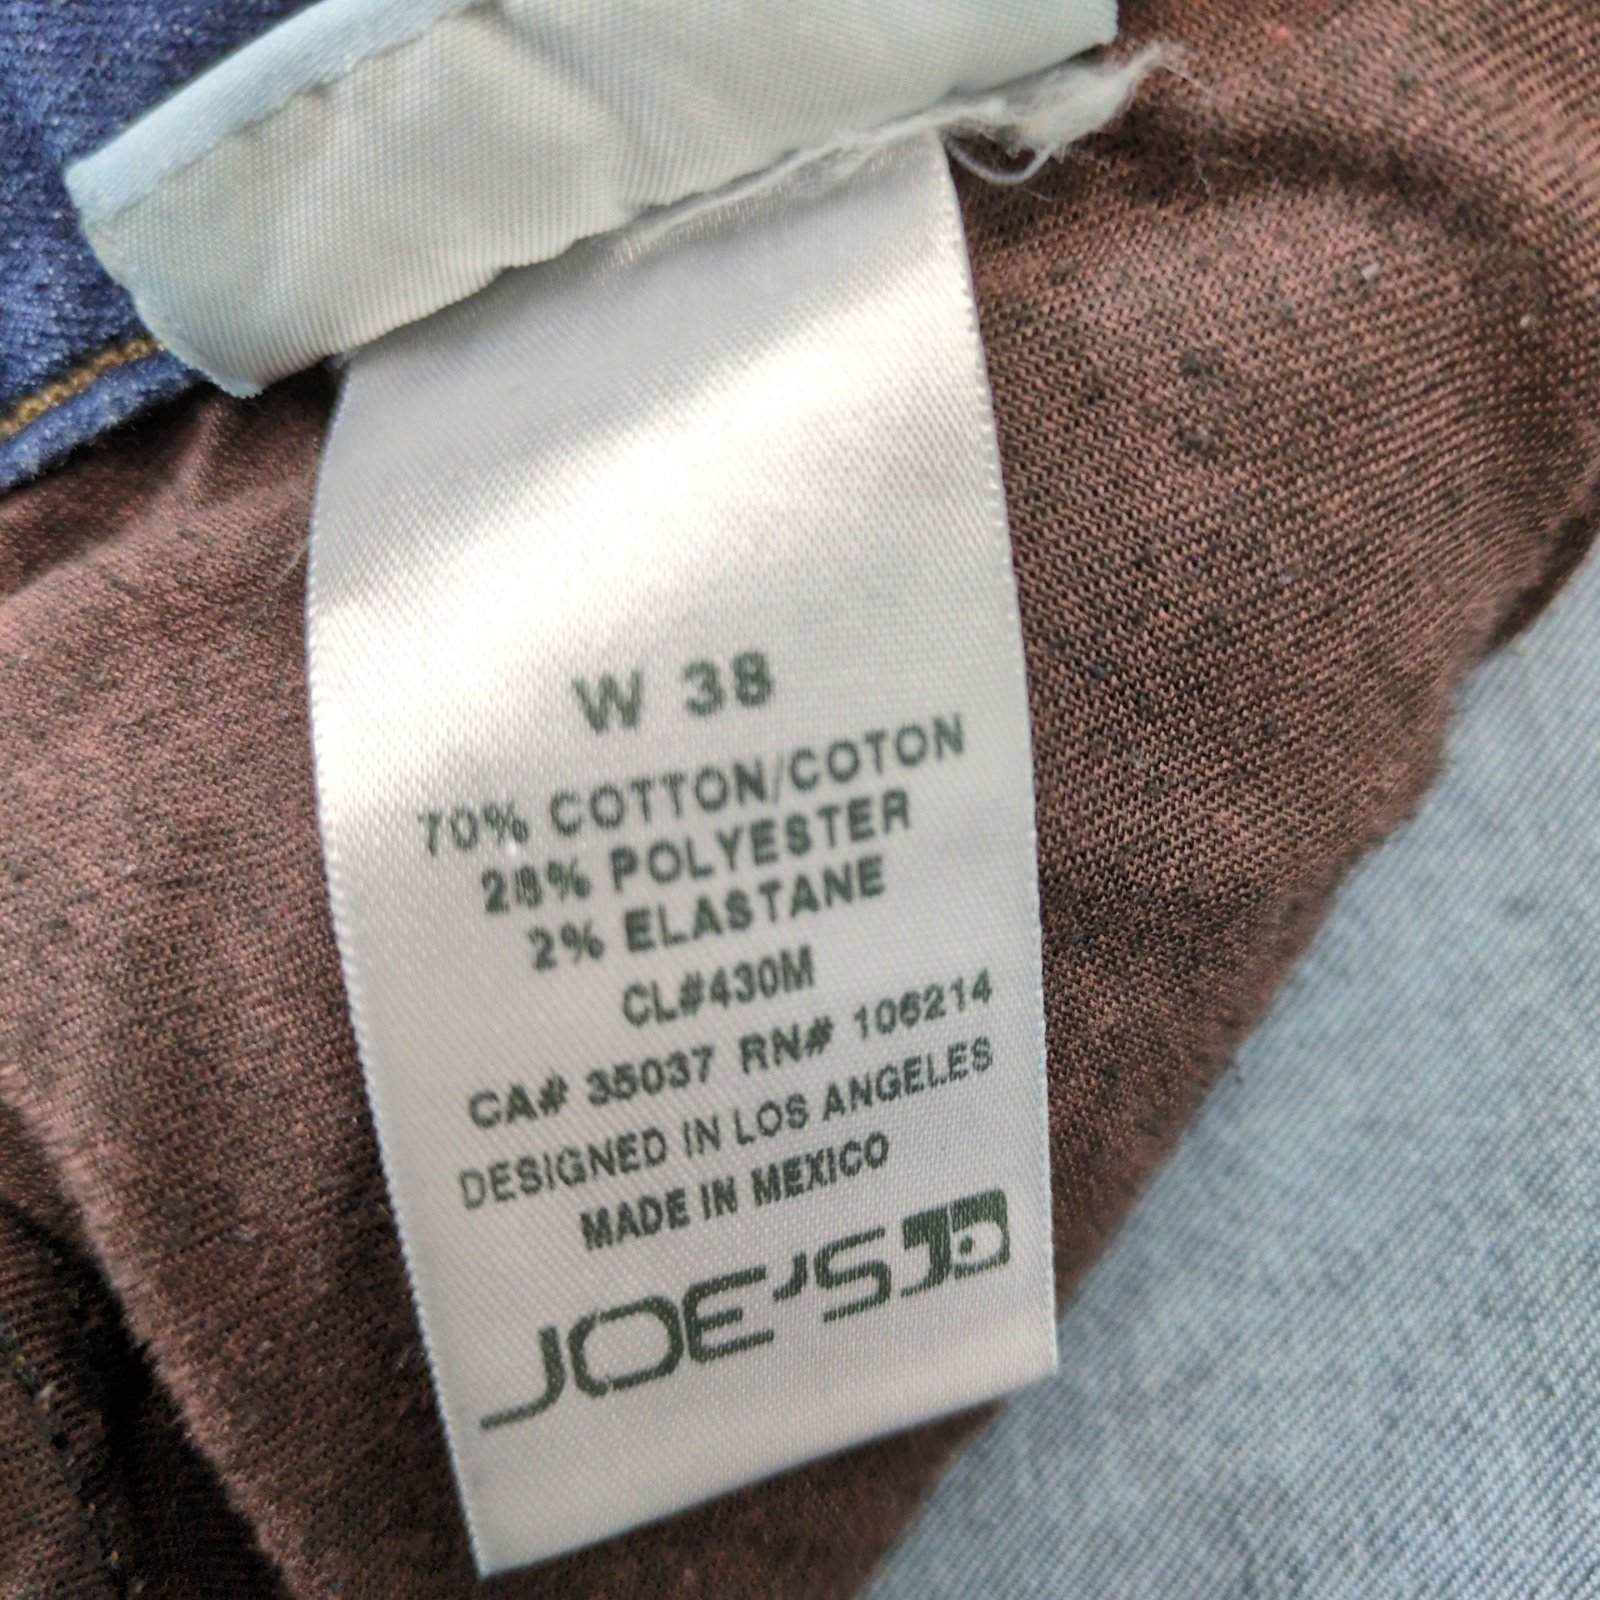 W 38
70% COTTON/COTON
28% POLYESTER
2% ELASTANE
CL#430M
CA# 35037 RN# 106214
DESIGNED IN LOS ANGELES
MADE IN MEXICO
JOE'S JD